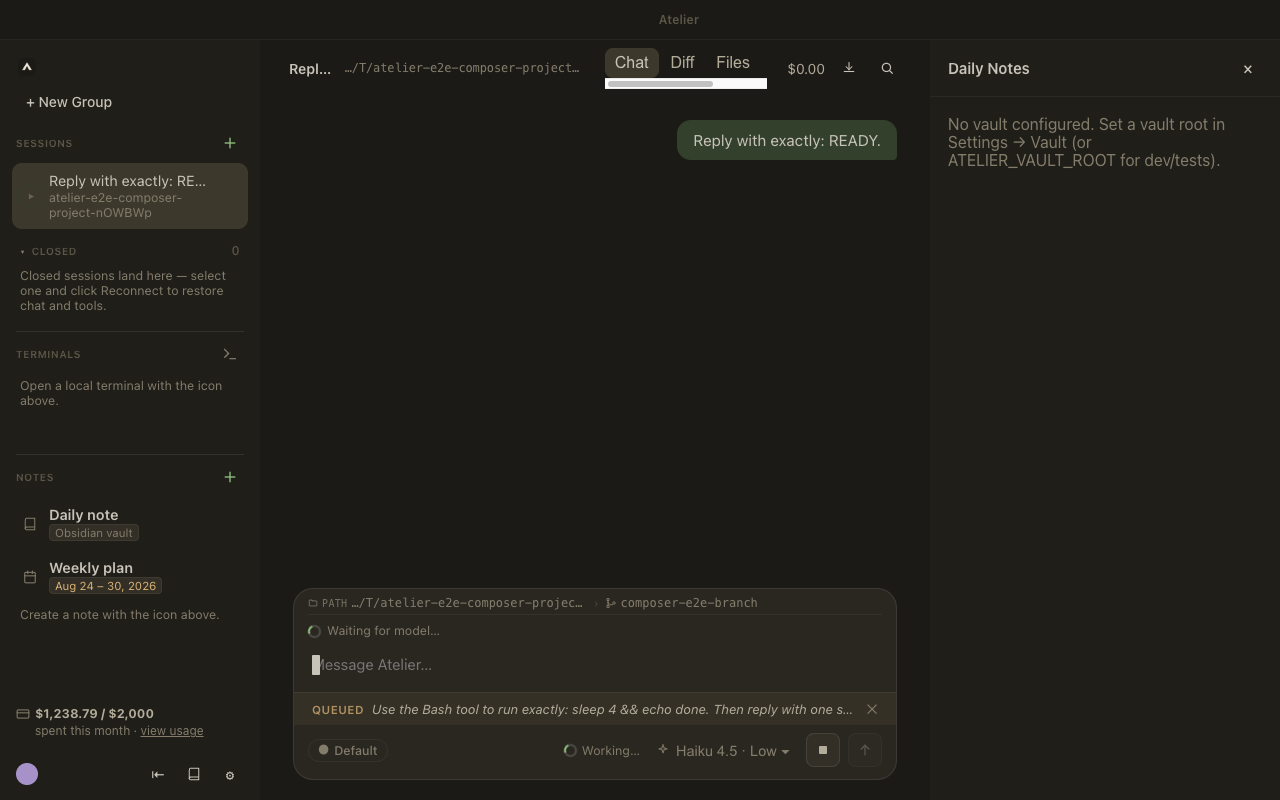 Atelier
+ New Group
SESSIONS
Reply with exactly: RE...
atelier-e2e-composer-
project-nOWBWp
CLOSED 0
Closed sessions land here — select
one and click Reconnect to restore
chat and tools.
TERMINALS
Open a local terminal with the icon
above.
NOTES
Daily note
Obsidian vault
Weekly plan
Aug 24 – 30, 2026
Create a note with the icon above.
$1,238.79 / $2,000
spent this month · view usage
Repl... …/T/atelier-e2e-composer-project… Chat Diff Files $0.00
Reply with exactly: READY.
PATH …/T/atelier-e2e-composer-projec… › composer-e2e-branch
Waiting for model...
Message Atelier...
QUEUED Use the Bash tool to run exactly: sleep 4 && echo done. Then reply with one s...
Default Working... Haiku 4.5 · Low
Daily Notes ×
No vault configured. Set a vault root in
Settings → Vault (or
ATELIER_VAULT_ROOT for dev/tests).